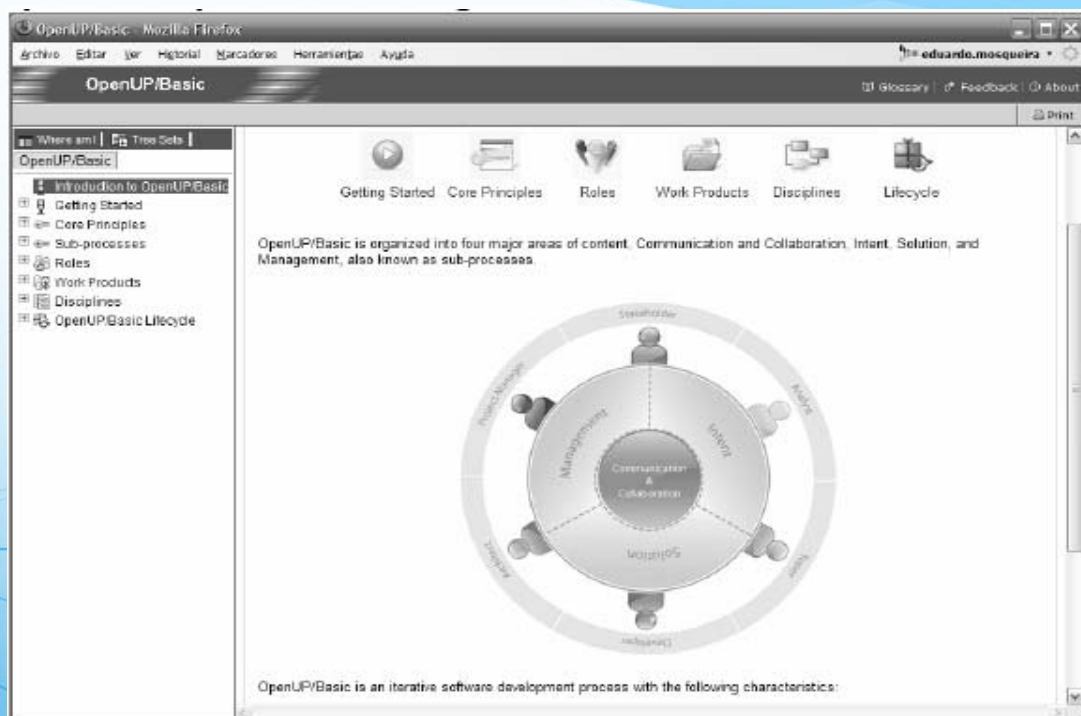 OpenUP/Basic - Mozilla Firefox
Archivo Editar Ver Historial Marcadores Herramientas Ayuda
eduardo.mosqueira
OpenUP/Basic
Glossary | Feedback | About
Print
Where am I Tree Sets
OpenUP/Basic
Introduction to OpenUP/Basic
Getting Started
Core Principles
Sub-processes
Roles
Work Products
Disciplines
OpenUP/Basic Lifecycle
Getting Started Core Principles Roles Work Products Disciplines Lifecycle
OpenUP/Basic is organized into four major areas of content, Communication and Collaboration, Intent, Solution, and
Management, also known as sub-processes.
Stakeholder
Project Manager
Analyst
Management
Intent
Communication
&
Collaboration
Solution
Architect
Tester
Developer
OpenUP/Basic is an iterative software development process with the following characteristics: